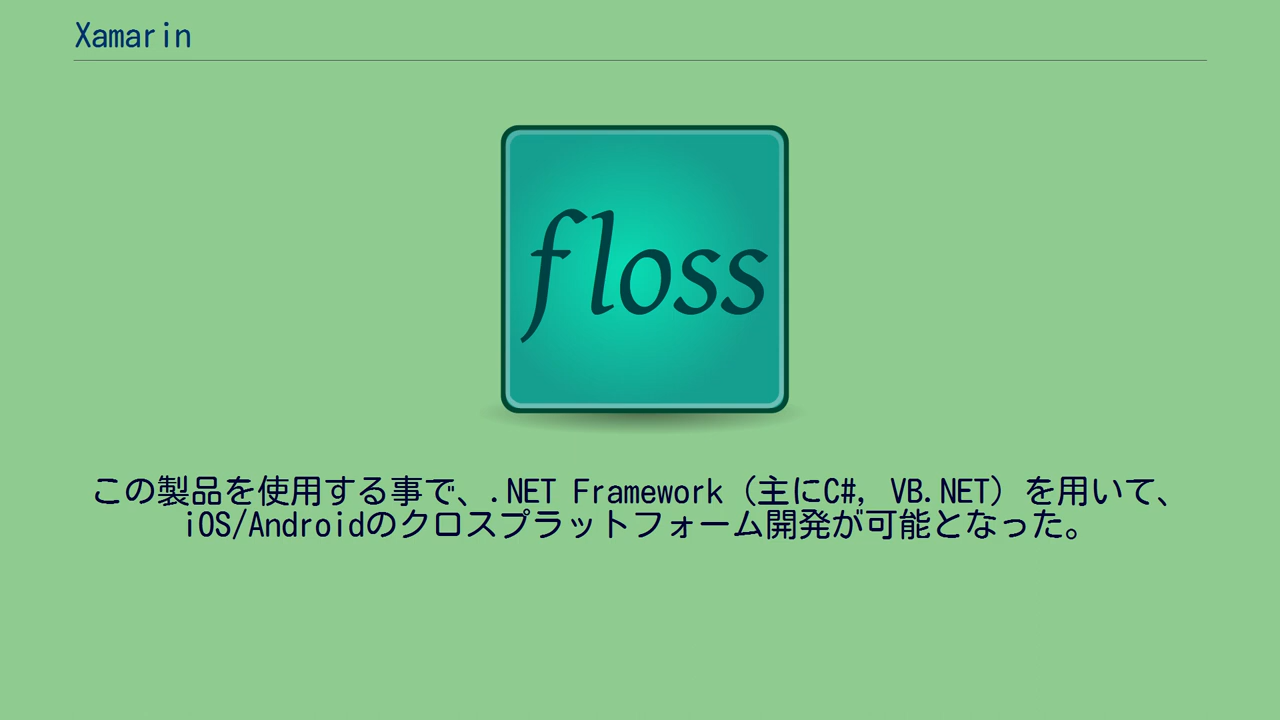 Xamarin
floss
この製品を使用する事で、.NET Framework（主にC#, VB.NET）を用いて、
iOS/Androidのクロスプラットフォーム開発が可能となった。